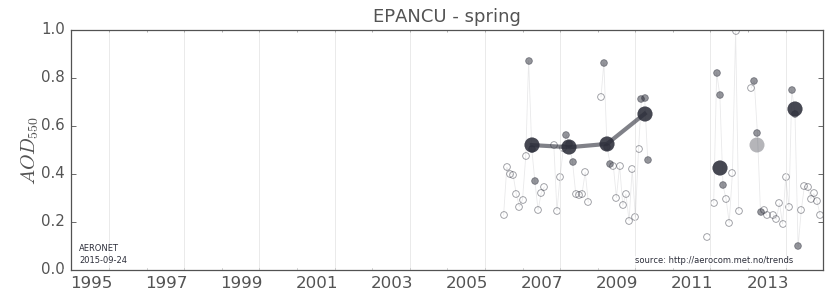 EPANCU - spring
1.0
0.8
0.6
0.4
0.2
0.0
AOD550
AERONET
2015-09-24
source: http://aerocom.met.no/trends
1995 1997 1999 2001 2003 2005 2007 2009 2011 2013